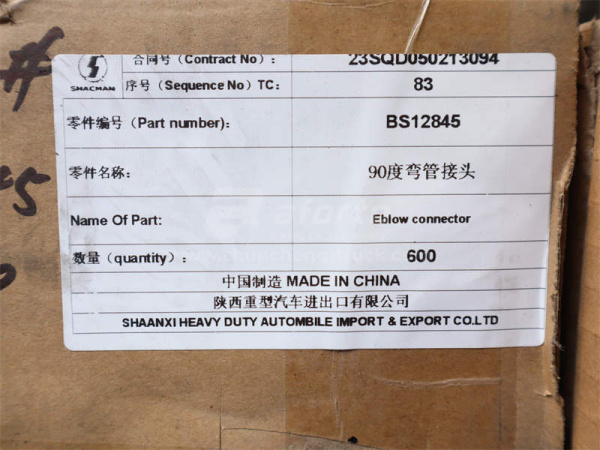 合同号（Contract No）： 23SQD050213094
SHACMAN 序号（Sequence No）TC： 83
零件编号（Part number）： BS12845
零件名称： 90度弯管接头
Name Of Part: Eblow connector
数量（quantity）： 600
中国制造 MADE IN CHINA
陕西重型汽车进出口有限公司
SHAANXI HEAVY DUTY AUTOMBILE IMPORT & EXPORT CO.LTD
#